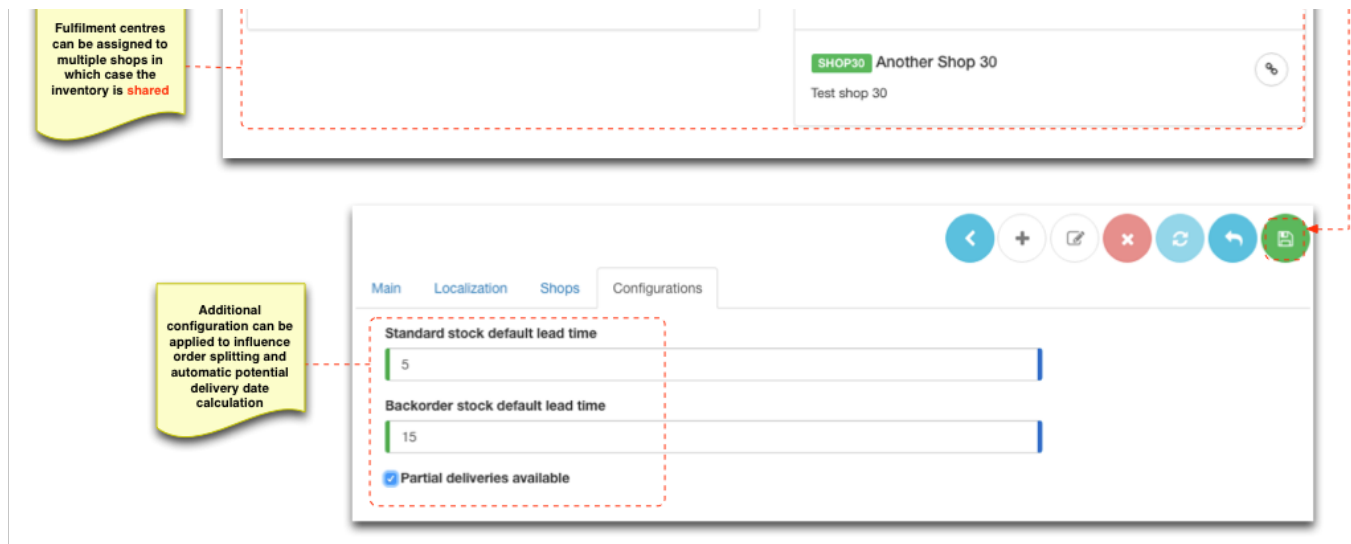 Fulfilment centres
can be assigned to
multiple shops in
which case the
inventory is shared
SHOP30 Another Shop 30
Test shop 30
Main Localization Shops Configurations
Additional
configuration can be
applied to influence
order splitting and
automatic potential
delivery date
calculation
Standard stock default lead time
5
Backorder stock default lead time
15
Partial deliveries available